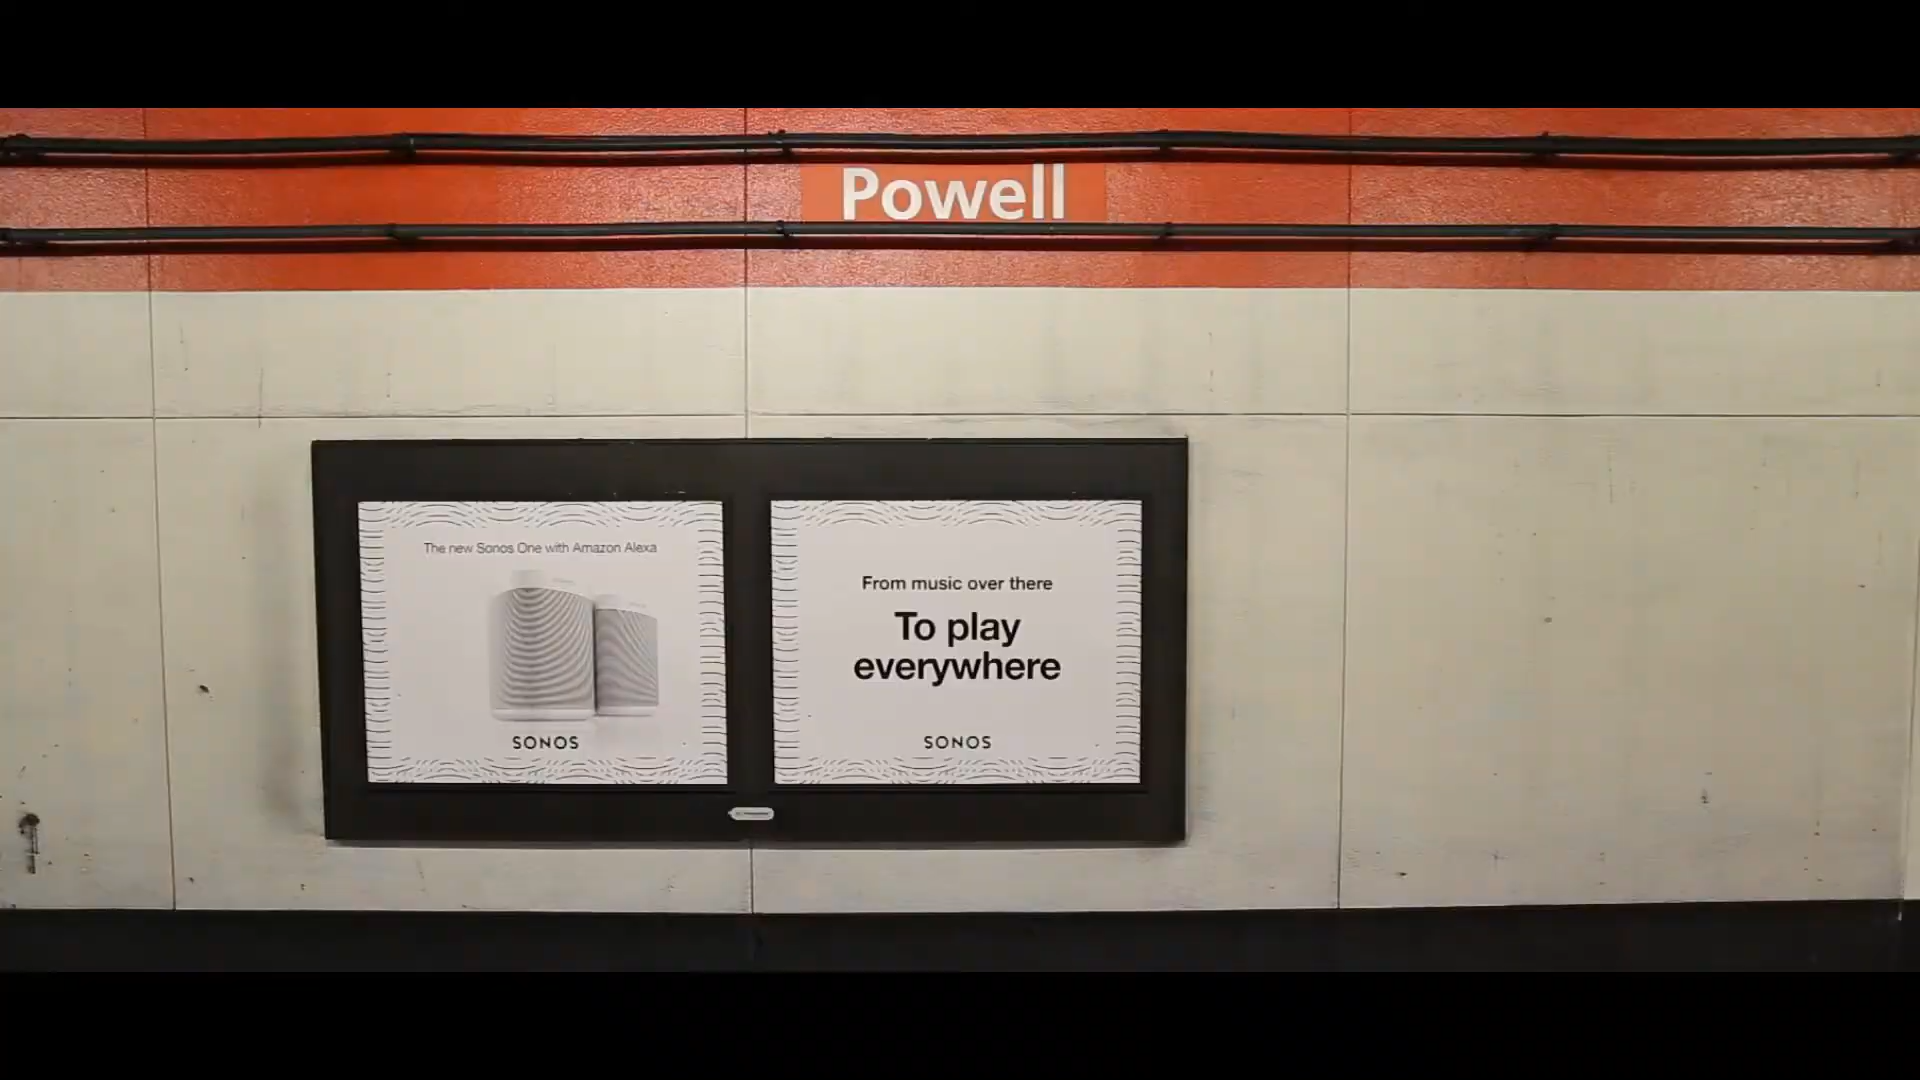 Powell
The new Sonos One with Amazon Alexa
SONOS
From music over there
To play
everywhere
SONOS